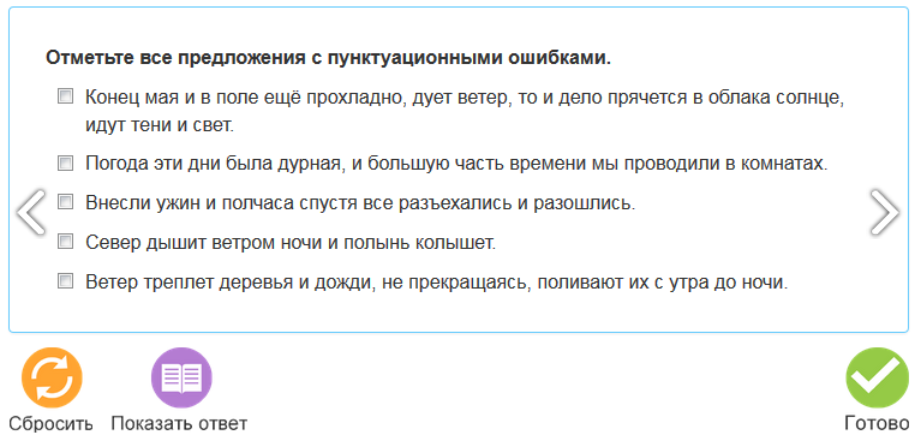 Отметьте все предложения с пунктуационными ошибками.
Конец мая и в поле ещё прохладно, дует ветер, то и дело прячется в облака солнце,
идут тени и свет.
Погода эти дни была дурная, и большую часть времени мы проводили в комнатах.
Внесли ужин и полчаса спустя все разъехались и разошлись.
Север дышит ветром ночи и полынь колышет.
Ветер треплет деревья и дожди, не прекращаясь, поливают их с утра до ночи.
Сбросить Показать ответ Готово